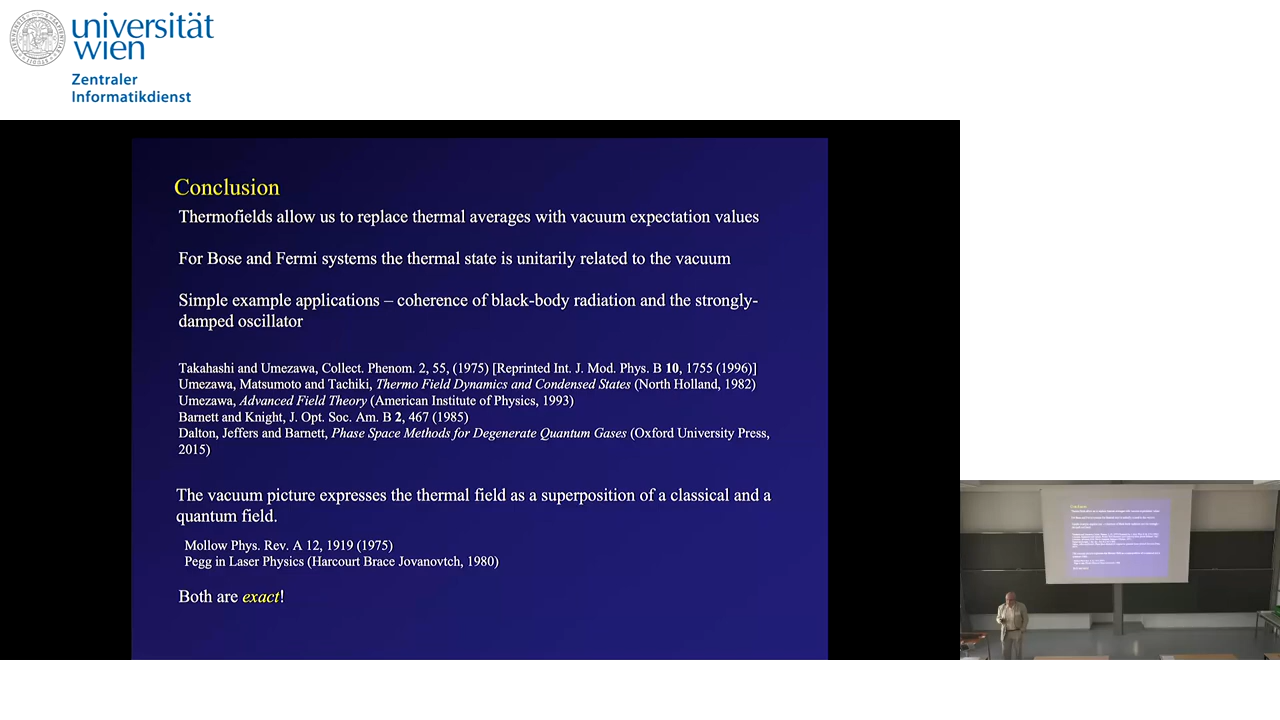 universität
wien
Zentraler
Informatikdienst
Conclusion
Thermofields allow us to replace thermal averages with vacuum expectation values
For Bose and Fermi systems the thermal state is unitarily related to the vacuum
Simple example applications – coherence of black-body radiation and the strongly-
damped oscillator
Takahashi and Umezawa, Collect. Phenom. 2, 55, (1975) [Reprinted Int. J. Mod. Phys. B 10, 1755 (1996)]
Umezawa, Matsumoto and Tachiki, Thermo Field Dynamics and Condensed States (North Holland, 1982)
Umezawa, Advanced Field Theory (American Institute of Physics, 1993)
Barnett and Knight, J. Opt. Soc. Am. B 2, 467 (1985)
Dalton, Jeffers and Barnett, Phase Space Methods for Degenerate Quantum Gases (Oxford University Press,
2015)
The vacuum picture expresses the thermal field as a superposition of a classical and a
quantum field.
Mollow Phys. Rev. A 12, 1919 (1975)
Pegg in Laser Physics (Harcourt Brace Jovanovtch, 1980)
Both are exact!